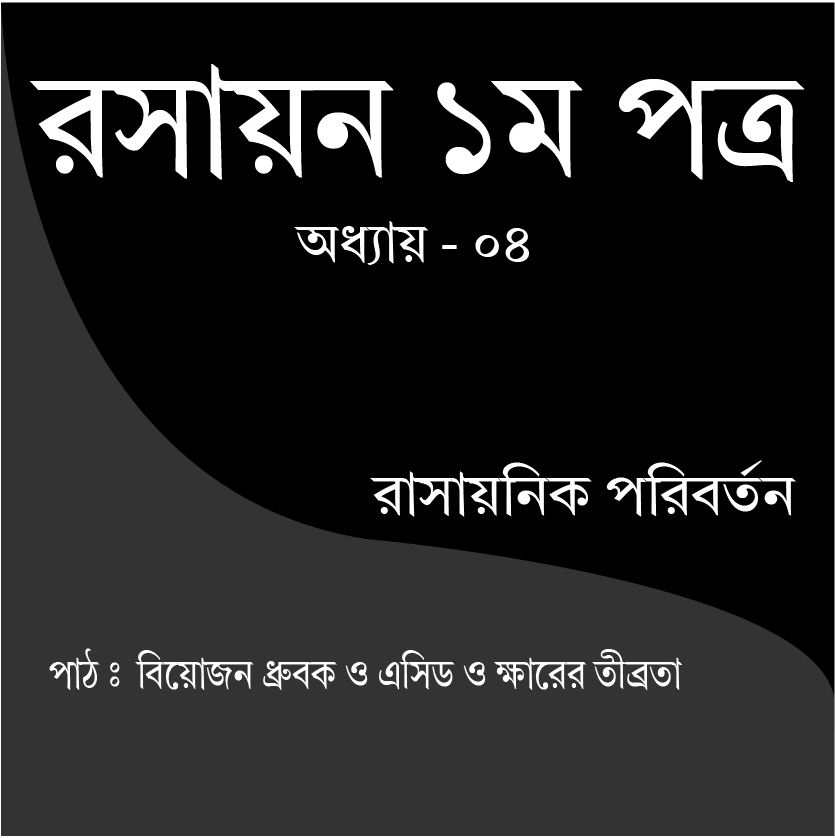 রসায়ন ১ম পত্র
অধ্যায় - ০৪
রাসায়নিক পরিবর্তন
পাঠ ঃ বিয়োজন ধ্রুবক ও এসিড ও ক্ষারের তীব্রতা